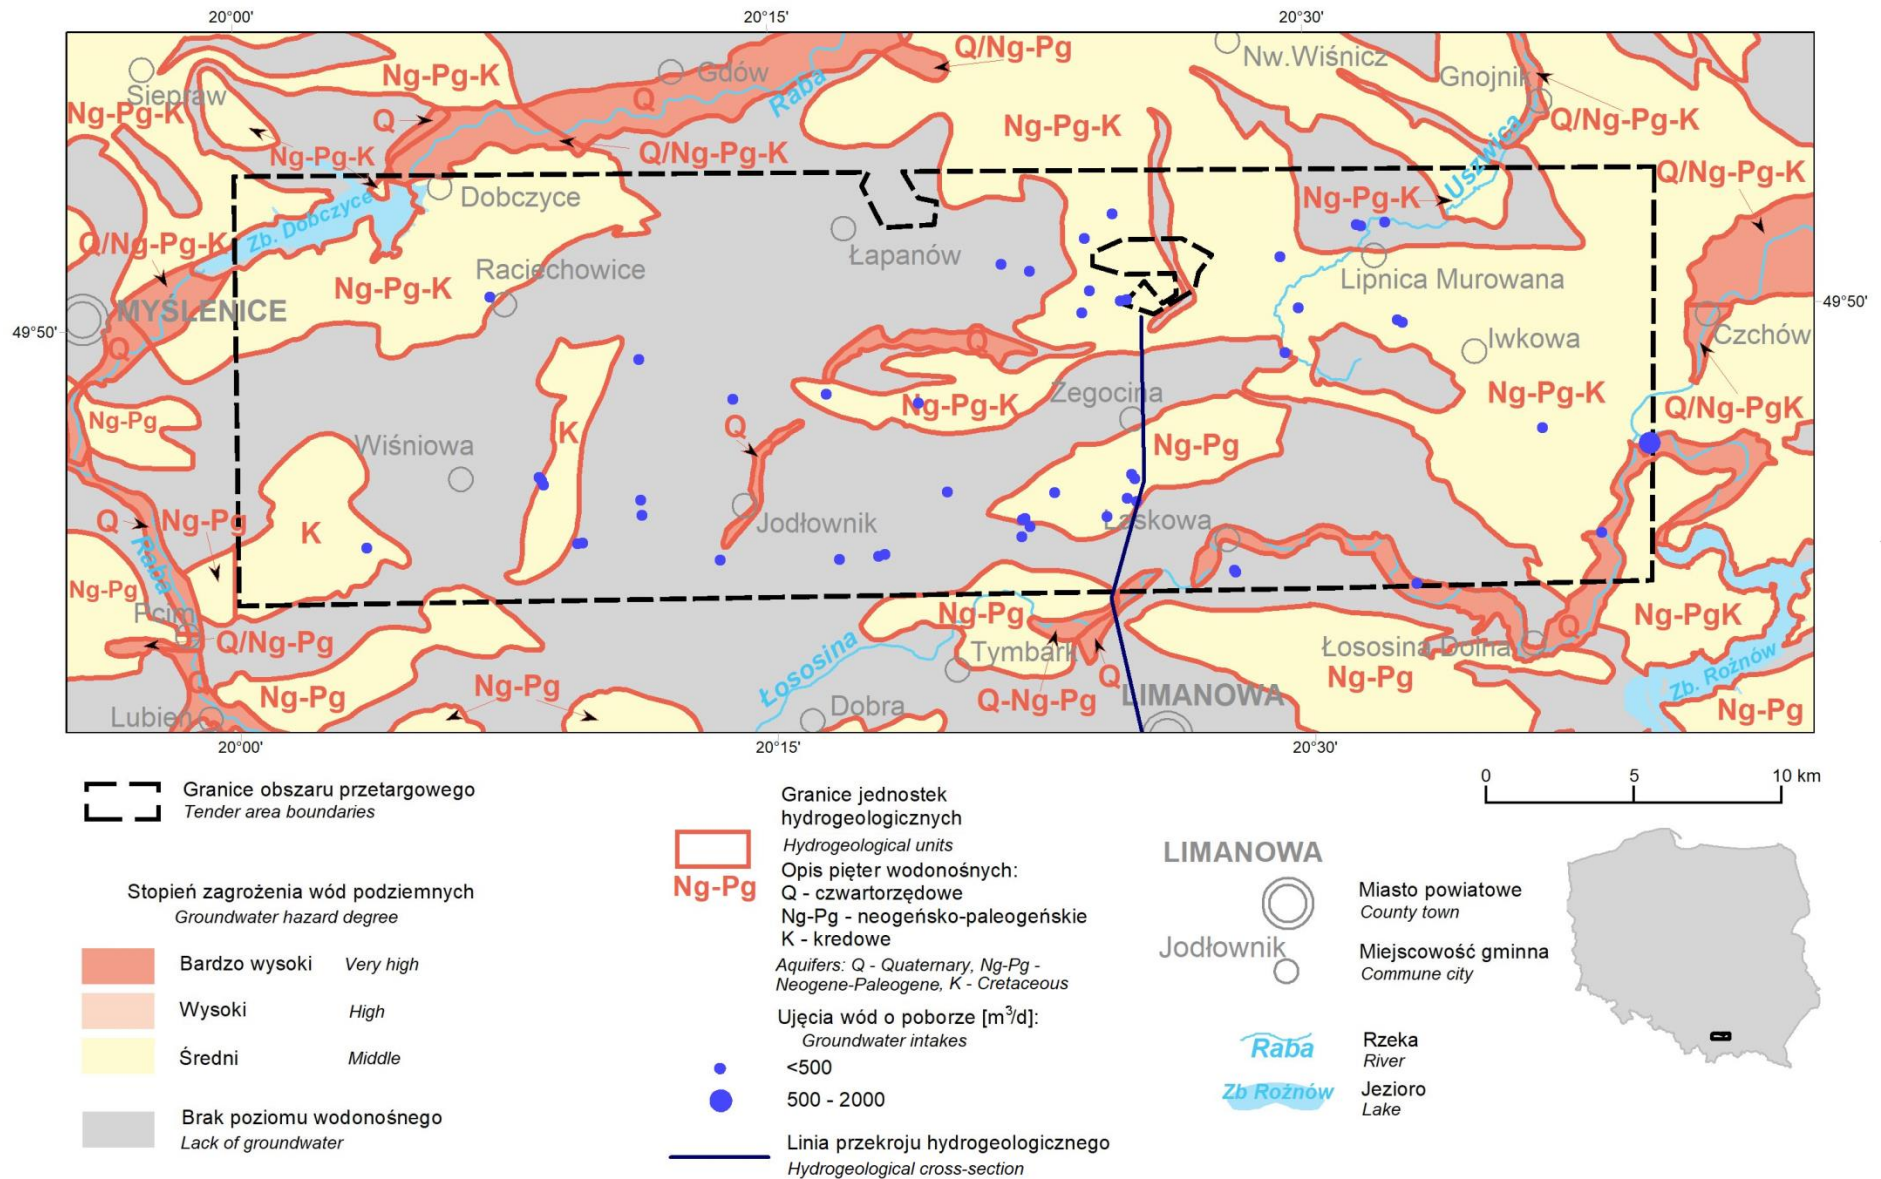 20°00'
20°15'
20°30'
Q/Ng-Pg
Nw.Wiśnicz
Siepraw
Ng-Pg-K
Gdów
Gnojnik
Q
Raba
Ng-Pg-K
Q
Ng-Pg-K
Q/Ng-Pg-K
Ng-Pg-K
Q/Ng-Pg-K
Uszwica
Q/Ng-Pg-K
Dobczyce
Ng-Pg-K
Zb. Dobczyce
Q/Ng-Pg-K
Łapanów
Raciechowice
Lipnica Murowana
Ng-Pg-K
MYŚLENICE
49°50'
49°50'
Czchów
Q
Q
Iwkowa
Żegocina
Ng-Pg-K
Ng-Pg
Ng-Pg-K
Q/Ng-PgK
Q
K
Wiśniowa
Ng-Pg
Q
Ng-Pg
Jodłownik
Łaskowa
K
Raba
Ng-Pg
Pcim
Ng-Pg
Q
Ng-PgK
Q/Ng-Pg
Tymbark
Łososina Dolna
Łososina
Ng-Pg
Zb. Rożnów
Q
Ng-Pg
Ng-Pg
Q-Ng-Pg
Q
LIMANOWA
Ng-Pg
Lubień
Dobra
20°00'
20°15'
20°30'
Granice obszaru przetargowego
Tender area boundaries
Stopień zagrożenia wód podziemnych
Groundwater hazard degree
Bardzo wysoki Very high
Wysoki High
Średni Middle
Brak poziomu wodonośnego
Lack of groundwater
Granice jednostek
hydrogeologicznych
Hydrogeological units
Ng-Pg
Opis pięter wodonośnych:
Q - czwartorzędowe
Ng-Pg - neogeńsko-paleogeńskie
K - kredowe
Aquifers: Q - Quaternary, Ng-Pg -
Neogene-Paleogene, K - Cretaceous
Ujęcia wód o poborze [m³/d]:
Groundwater intakes
<500
500 - 2000
Linia przekroju hydrogeologicznego
Hydrogeological cross-section
0 5 10 km
LIMANOWA
Miasto powiatowe
County town
Jodłownik
Miejscowość gminna
Commune city
Raba
Rzeka
River
Zb Rożnów
Jezioro
Lake